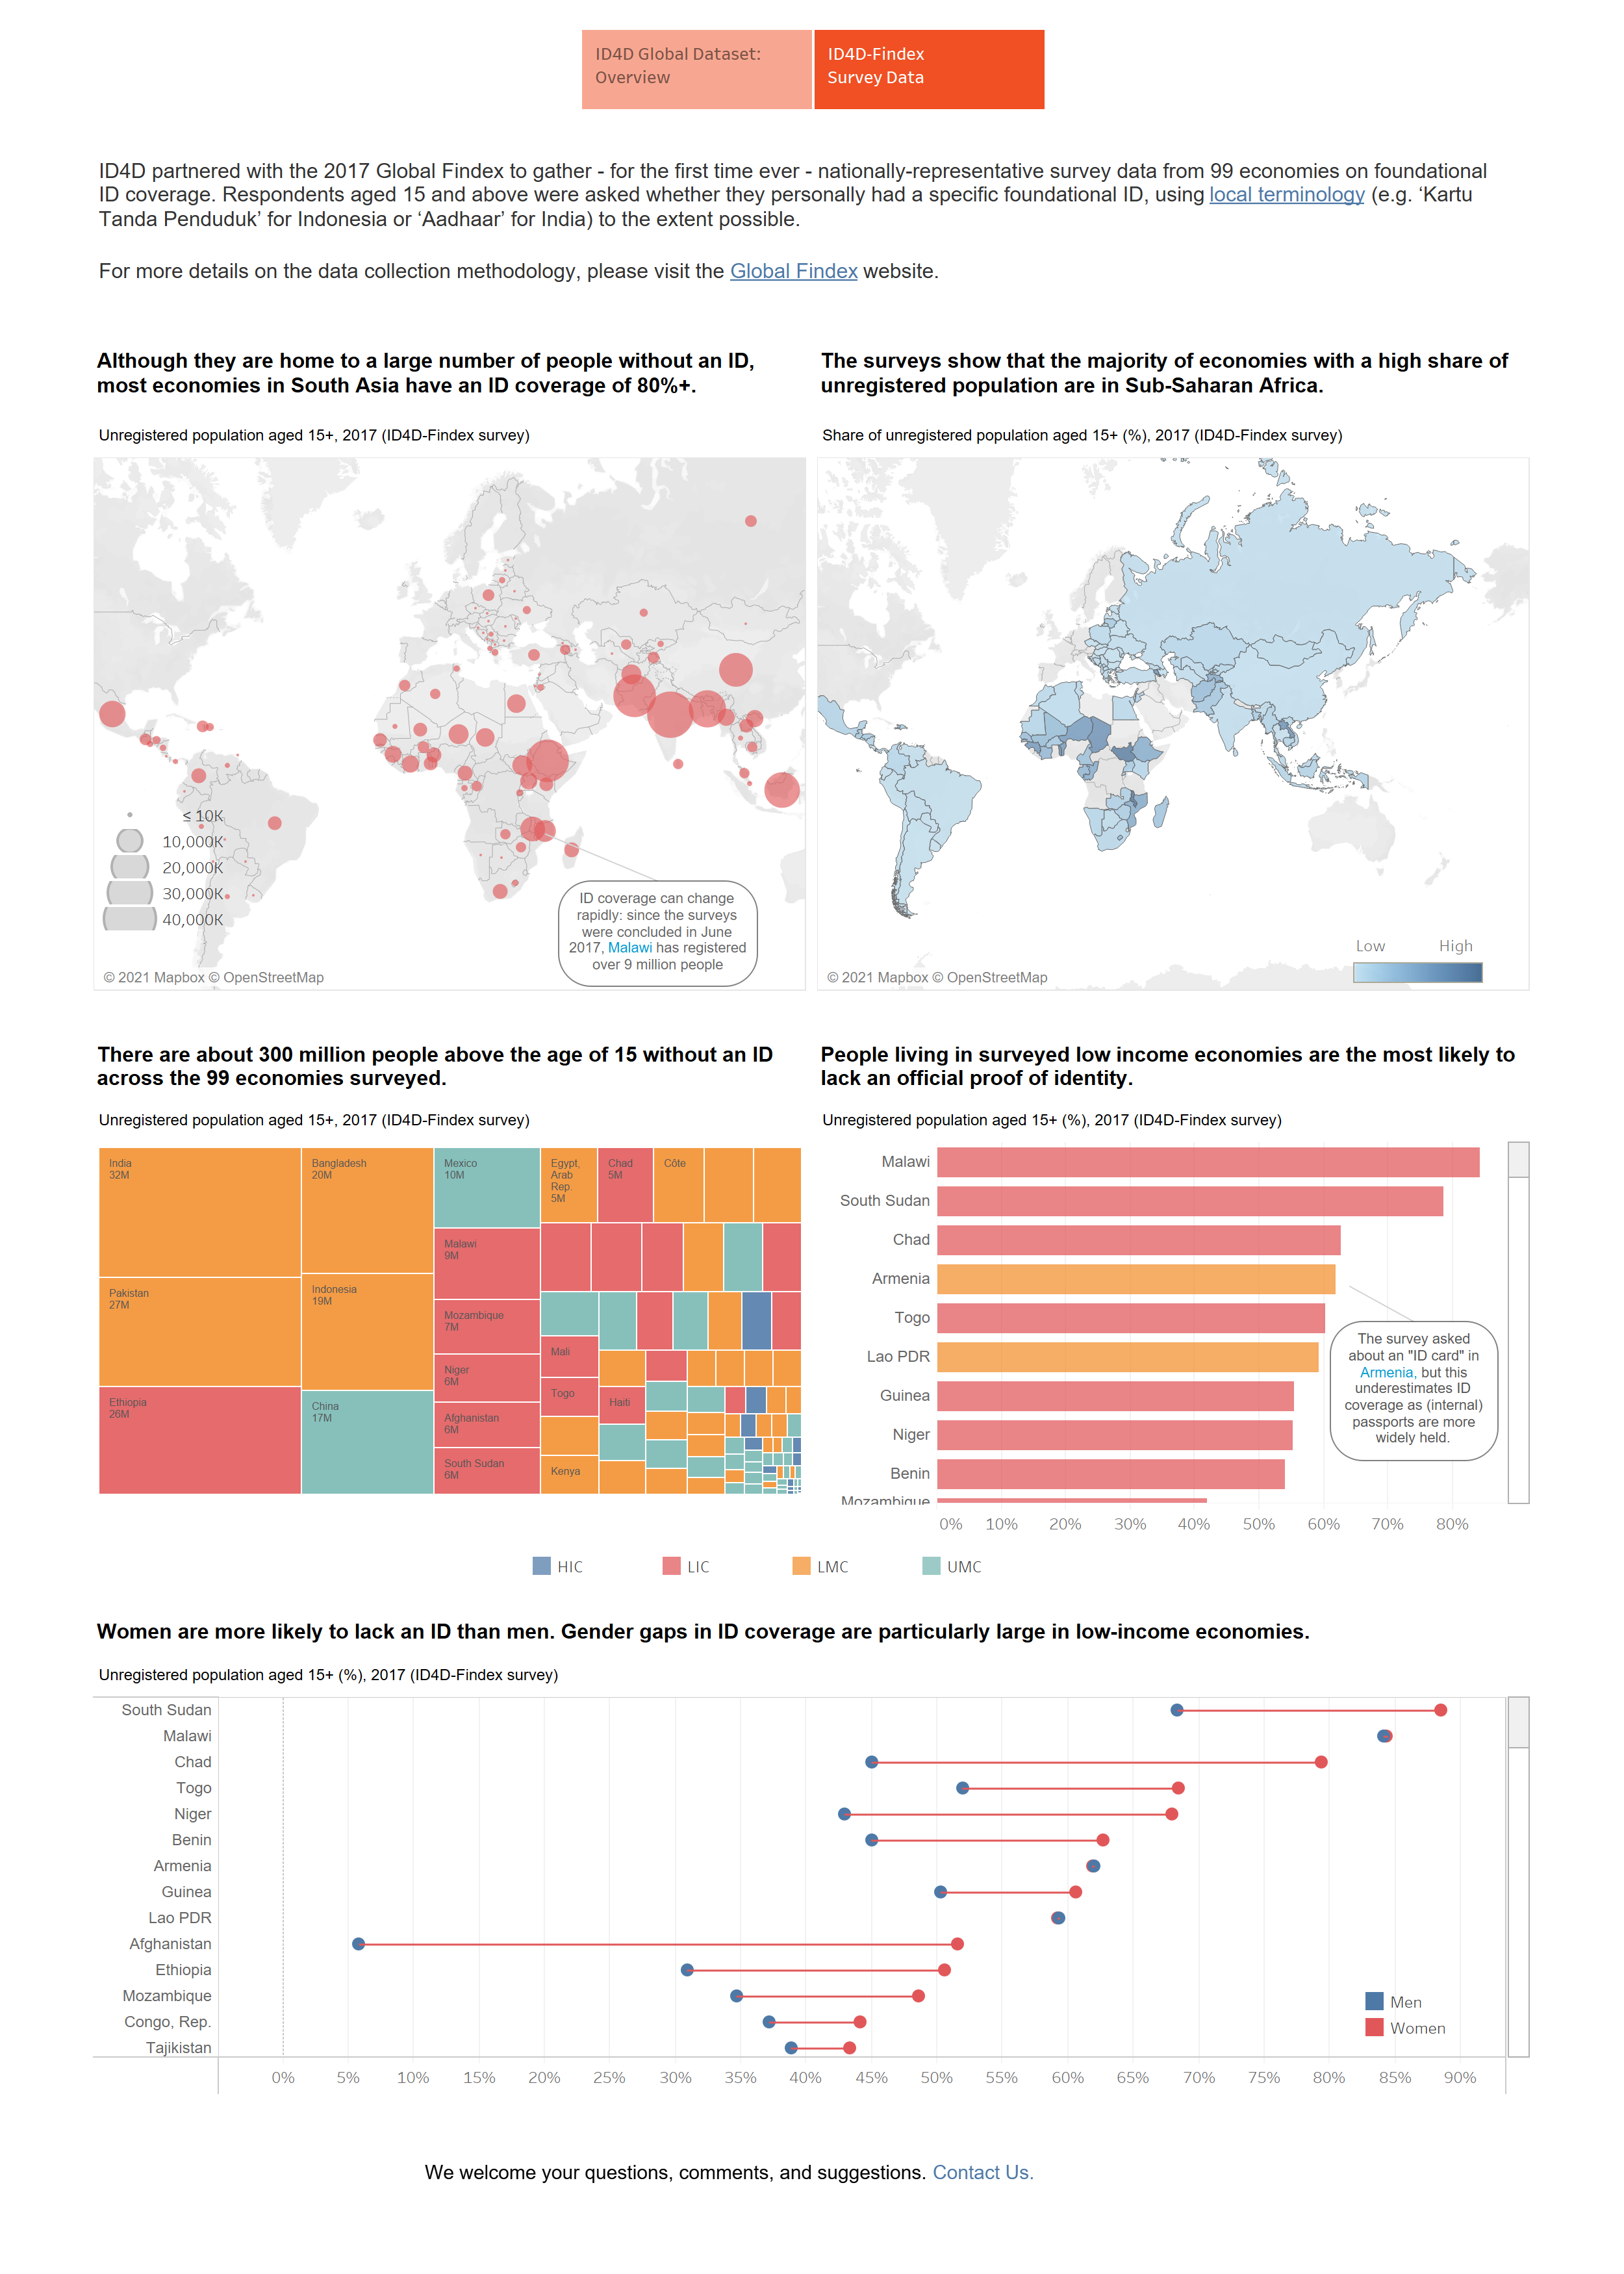 ID4D Global Dataset:
Overview
ID4D-Findex
Survey Data
ID4D partnered with the 2017 Global Findex to gather - for the first time ever - nationally-representative survey data from 99 economies on foundational
ID coverage. Respondents aged 15 and above were asked whether they personally had a specific foundational ID, using local terminology (e.g. ‘Kartu
Tanda Penduduk’ for Indonesia or ‘Aadhaar’ for India) to the extent possible.
For more details on the data collection methodology, please visit the Global Findex website.
Although they are home to a large number of people without an ID,
most economies in South Asia have an ID coverage of 80%+.
Unregistered population aged 15+, 2017 (ID4D-Findex survey)
≤ 10K
10,000K
20,000K
30,000K
40,000K
ID coverage can change
rapidly: since the surveys
were concluded in June
2017, Malawi has registered
over 9 million people
© 2021 Mapbox © OpenStreetMap
The surveys show that the majority of economies with a high share of
unregistered population are in Sub-Saharan Africa.
Share of unregistered population aged 15+ (%), 2017 (ID4D-Findex survey)
Low High
© 2021 Mapbox © OpenStreetMap
There are about 300 million people above the age of 15 without an ID
across the 99 economies surveyed.
Unregistered population aged 15+, 2017 (ID4D-Findex survey)
India
32M
Pakistan
27M
Ethiopia
26M
Bangladesh
20M
Indonesia
19M
China
17M
Mexico
10M
Malawi
9M
Mozambique
7M
Niger
6M
Afghanistan
6M
South Sudan
6M
Egypt,
Arab
Rep.
5M
Chad
5M
Côte
Mali
Togo
Haiti
Kenya
People living in surveyed low income economies are the most likely to
lack an official proof of identity.
Unregistered population aged 15+ (%), 2017 (ID4D-Findex survey)
Malawi
South Sudan
Chad
Armenia
Togo
Lao PDR
Guinea
Niger
Benin
Mozambique
The survey asked
about an "ID card" in
Armenia, but this
underestimates ID
coverage as (internal)
passports are more
widely held.
0% 10% 20% 30% 40% 50% 60% 70% 80%
HIC LIC LMC UMC
Women are more likely to lack an ID than men. Gender gaps in ID coverage are particularly large in low-income economies.
Unregistered population aged 15+ (%), 2017 (ID4D-Findex survey)
South Sudan
Malawi
Chad
Togo
Niger
Benin
Armenia
Guinea
Lao PDR
Afghanistan
Ethiopia
Mozambique
Congo, Rep.
Tajikistan
Men
Women
0% 5% 10% 15% 20% 25% 30% 35% 40% 45% 50% 55% 60% 65% 70% 75% 80% 85% 90%
We welcome your questions, comments, and suggestions. Contact Us.